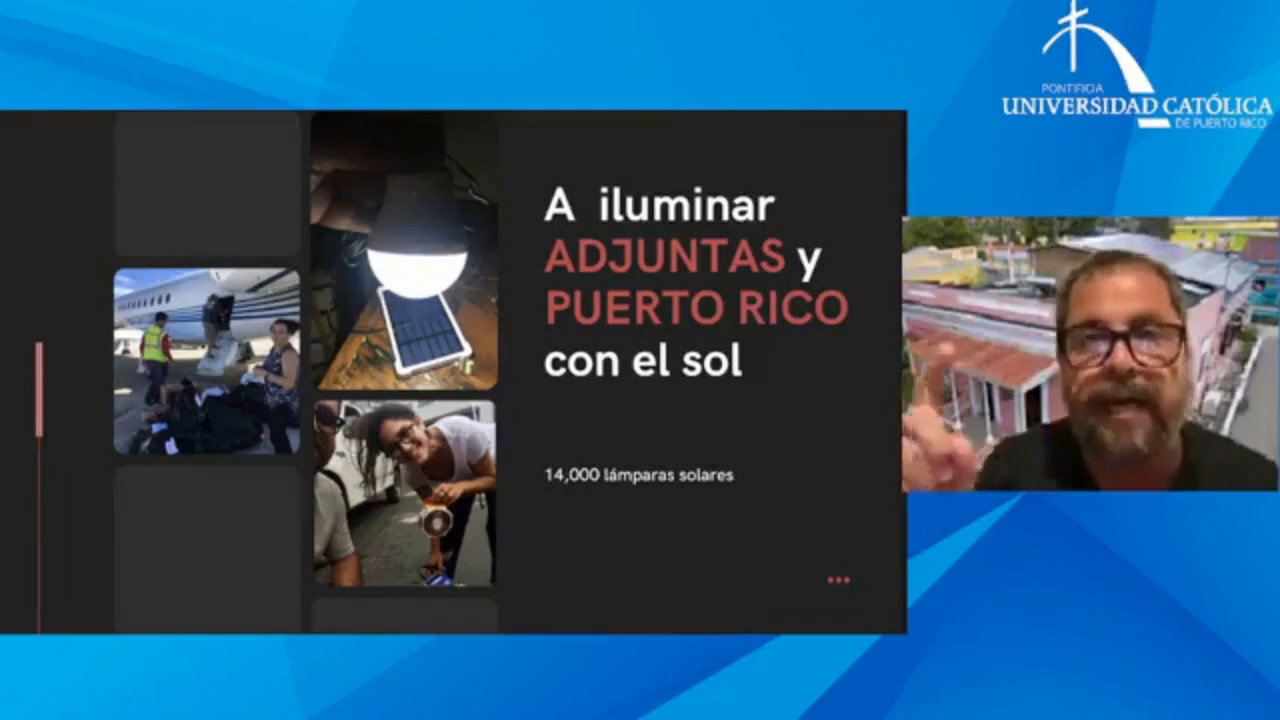 PONTIFICIA
UNIVERSIDAD CATÓLICA
DE PUERTO RICO
A iluminar
ADJUNTAS y
PUERTO RICO
con el sol
14,000 lámparas solares